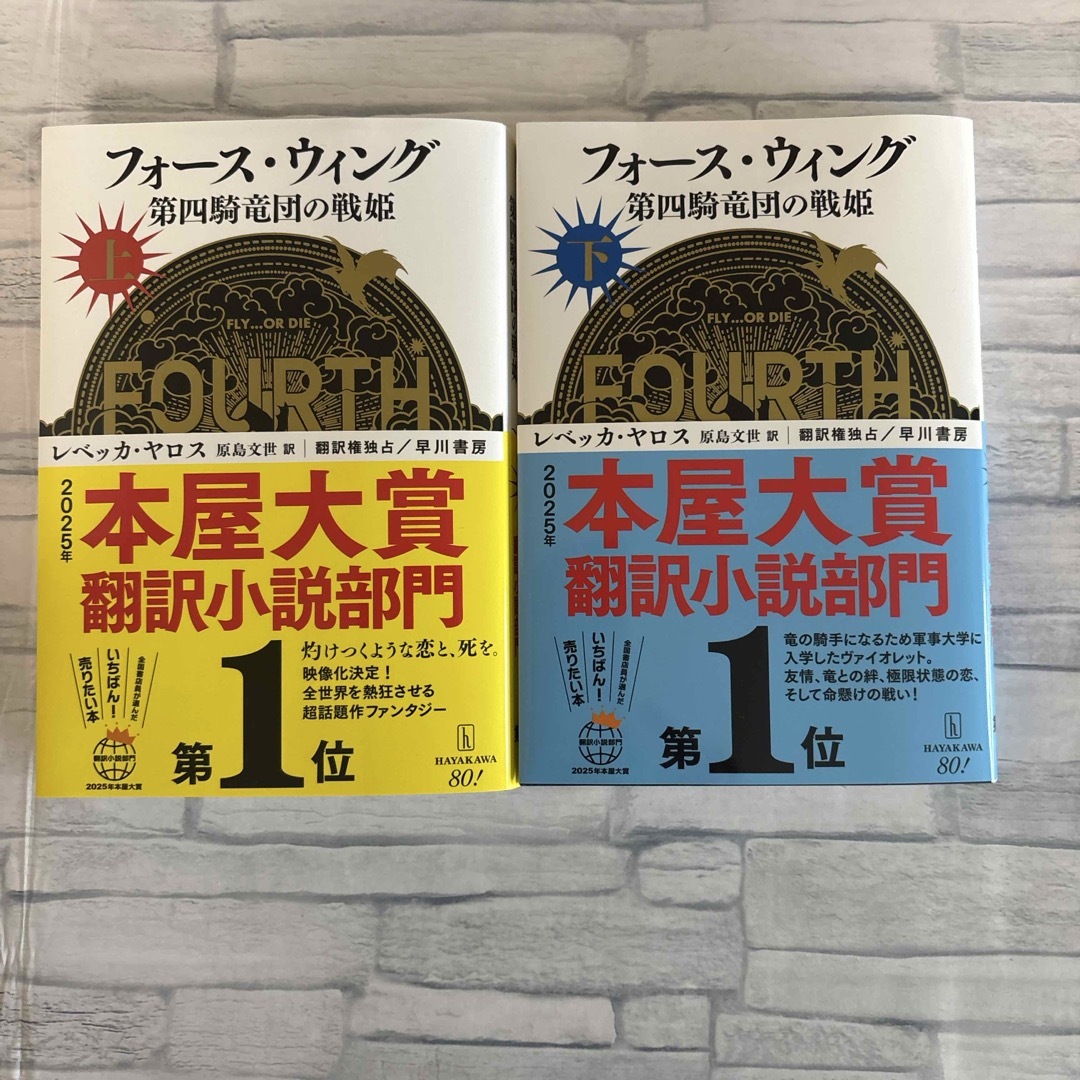 フォース・ウィング
第四騎竜団の戦姫
上
FLY...OR DIE
FOURTH
レベッカ・ヤロス 原島文世 訳 | 翻訳権独占/早川書房
2025年
本屋大賞
翻訳小説部門
第1位
灼けつくような恋と、死を。
映像化決定!
全世界を熱狂させる
超話題作ファンタジー
全国書店員が選んだ
いちばん!
売りたい本
翻訳小説部門
2025年本屋大賞
h
HAYAKAWA
80!
フォース・ウィング
第四騎竜団の戦姫
下
FLY...OR DIE
FOURTH
レベッカ・ヤロス 原島文世 訳 | 翻訳権独占/早川書房
2025年
本屋大賞
翻訳小説部門
第1位
竜の騎手になるため軍事大学に
入学したヴァイオレット。
友情、竜との絆、極限状態の恋、
そして命懸けの戦い!
全国書店員が選んだ
いちばん!
売りたい本
翻訳小説部門
2025年本屋大賞
h
HAYAKAWA
80!